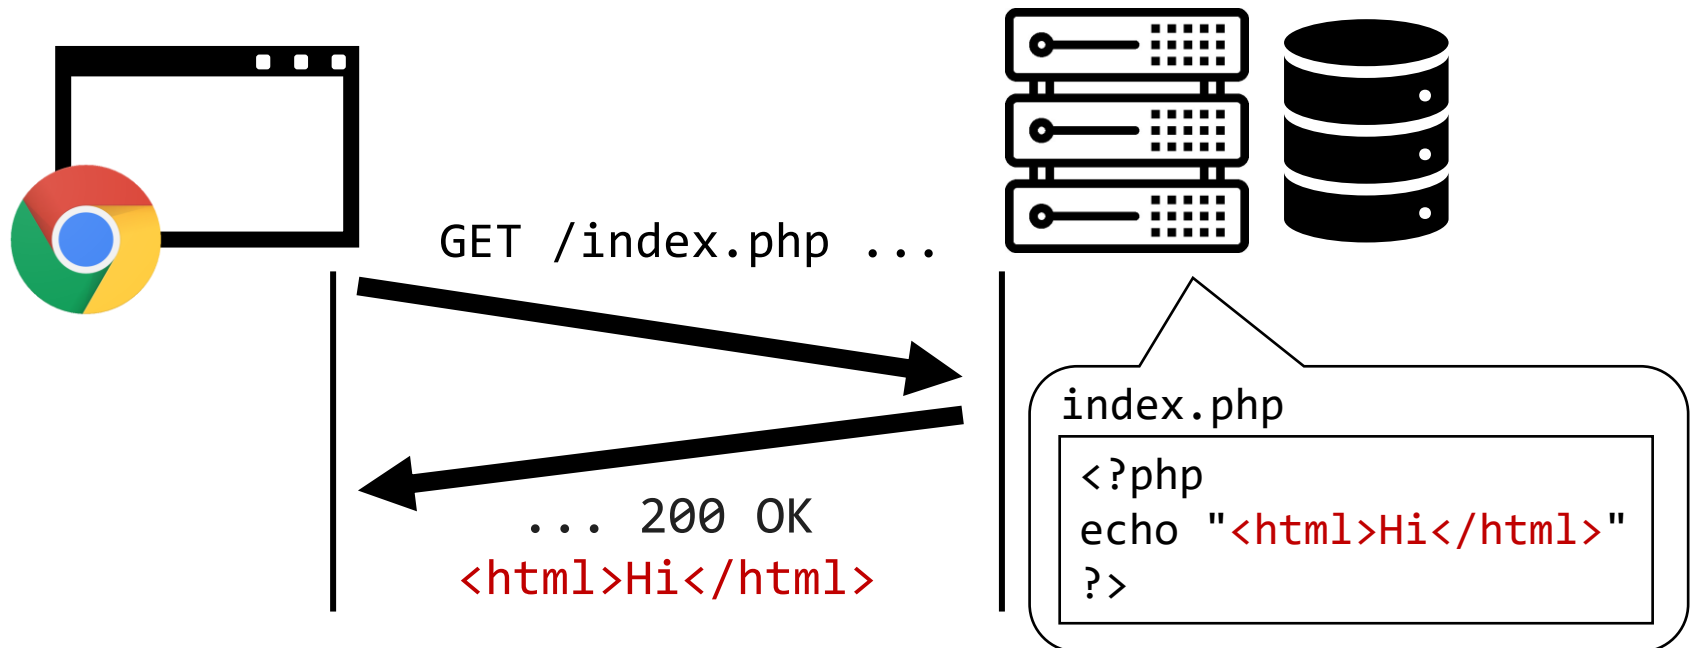 GET /index.php ...
... 200 OK
<html>Hi</html>
index.php
<?php
echo "<html>Hi</html>"
?>